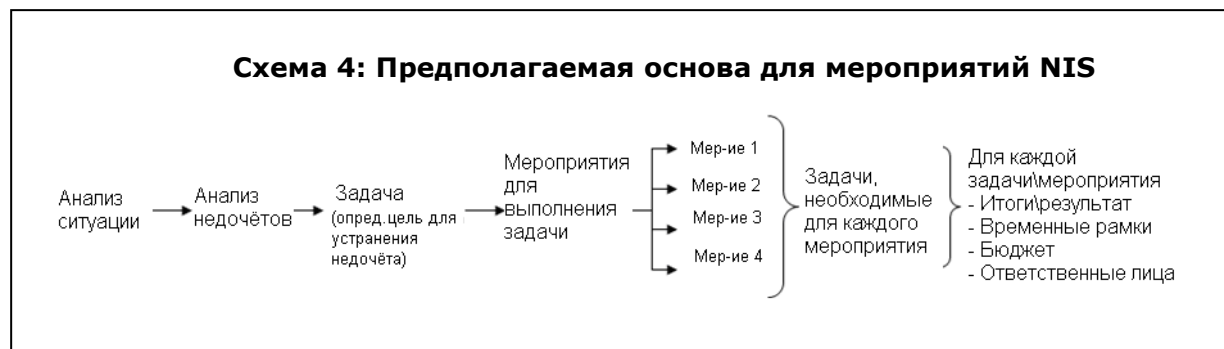 Схема 4: Предполагаемая основа для мероприятий NIS
Анализ
ситуации
Анализ
недочётов
Задача
(опред.цель для
устранения
недочёта)
Мероприятия
для
выполнения
задачи
Мер-ие 1
Мер-ие 2
Мер-ие 3
Мер-ие 4
Задачи,
необходимые
для каждого
мероприятия
Для каждой
задачи\мероприятия
- Итоги\результат
- Временные рамки
- Бюджет
- Ответственные лица